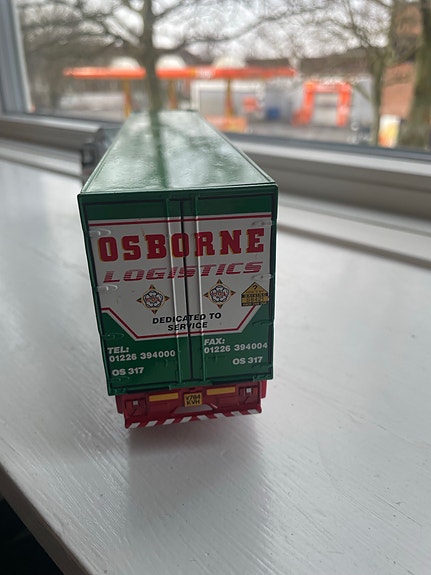 OSBORNE
LOGISTICS
DEDICATED TO
SERVICE
TEL:
01226 394000
OS 317
FAX:
01226 394004
OS 317